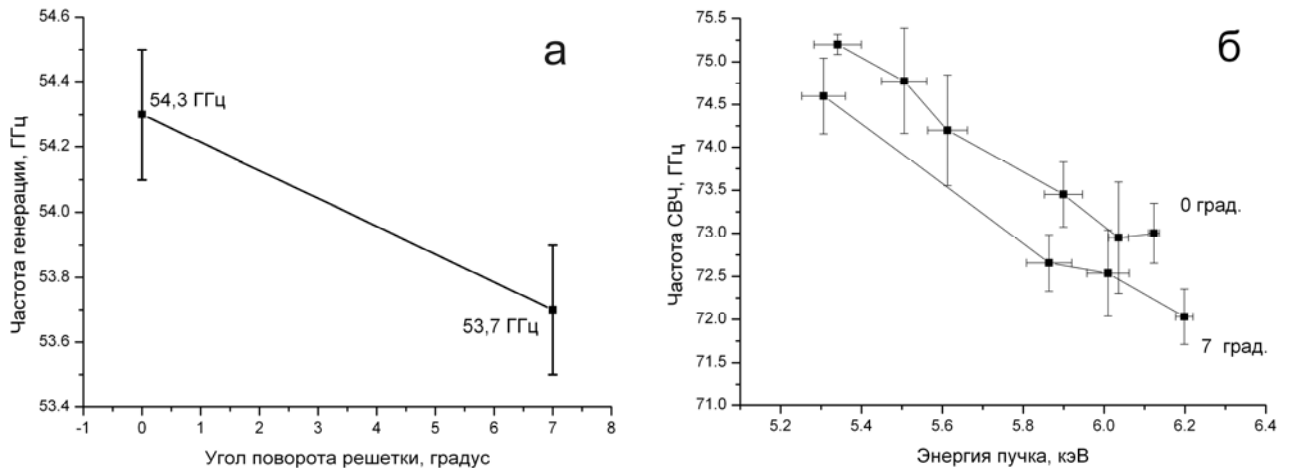 а
54.6
54.4
54.2
54.0
53.8
53.6
53.4
54,3 ГГц
53,7 ГГц
Частота генерации, ГГц
-1 0 1 2 3 4 5 6 7 8
Угол поворота решетки, градус
б
75.5
75.0
74.5
74.0
73.5
73.0
72.5
72.0
71.5
71.0
0 град.
7 град.
Частота СВЧ, ГГц
5.2 5.4 5.6 5.8 6.0 6.2 6.4
Энергия пучка, кэВ